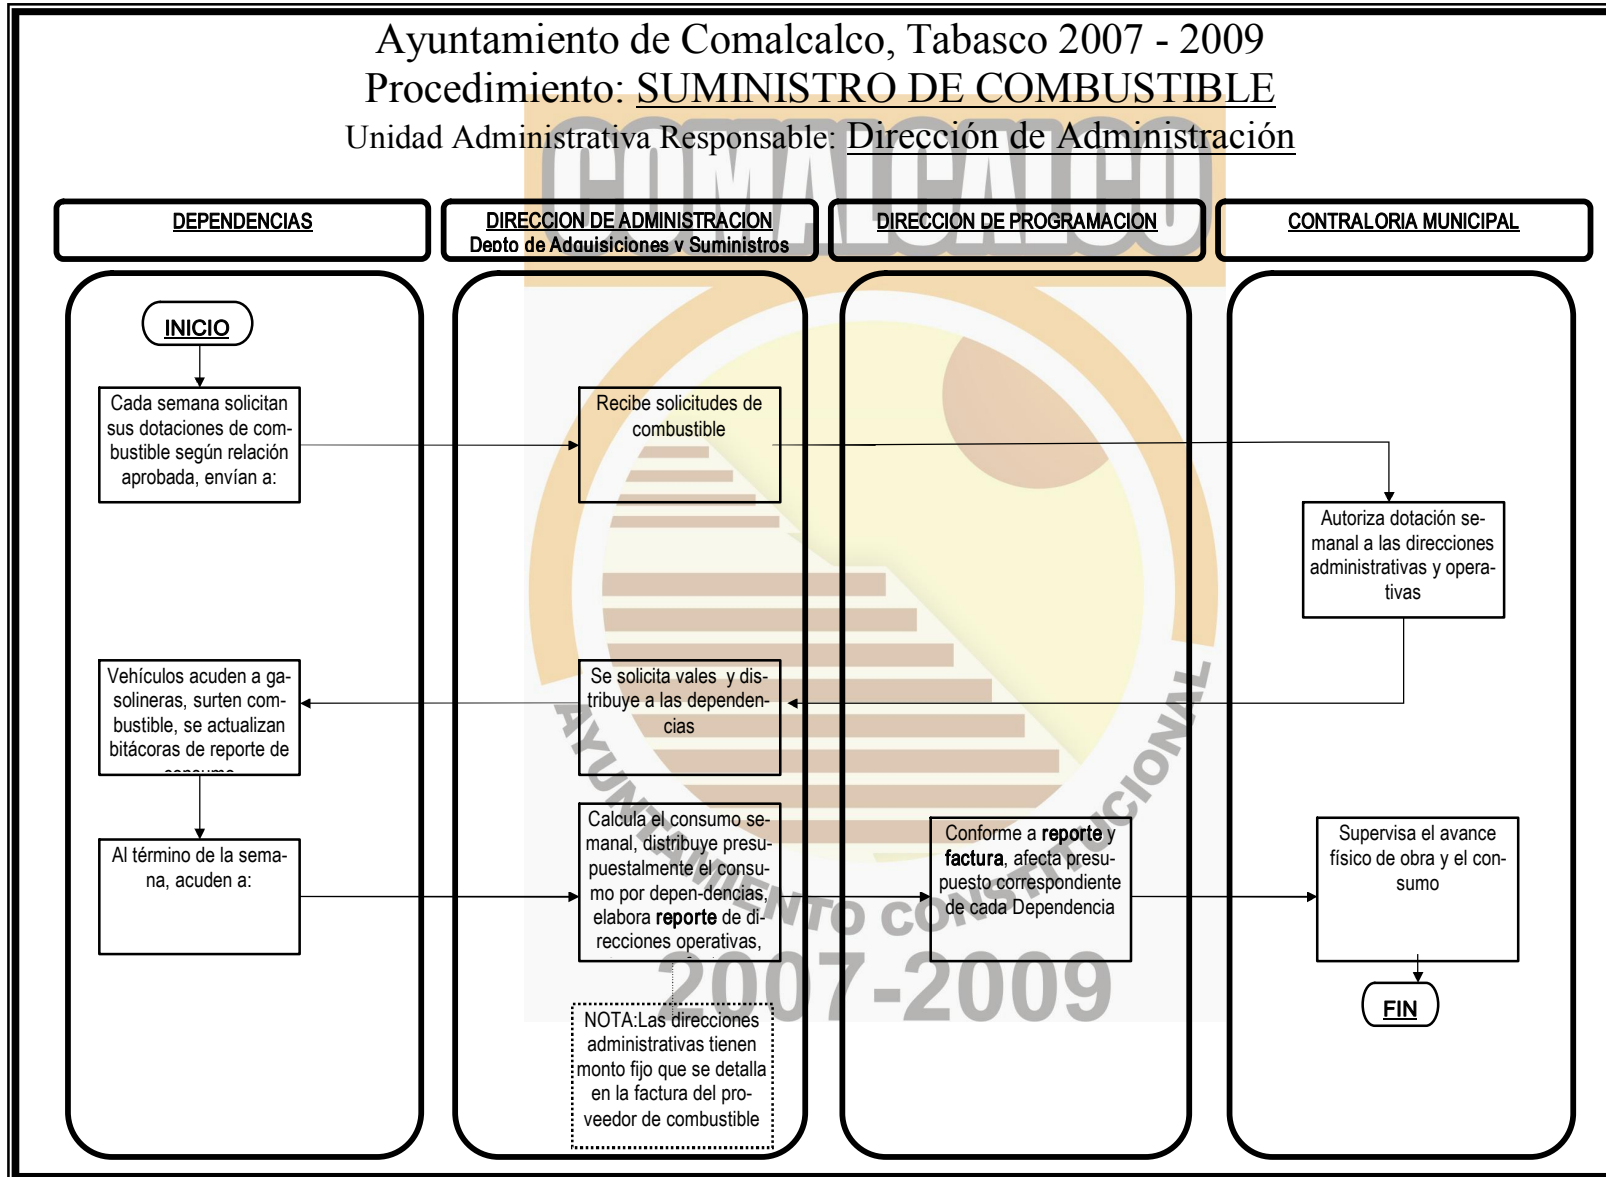 Ayuntamiento de Comalcalco, Tabasco 2007 - 2009
Procedimiento: SUMINISTRO DE COMBUSTIBLE
Unidad Administrativa Responsable: Dirección de Administración
COMALCALCO
DEPENDENCIAS
DIRECCION DE ADMINISTRACION
Depto de Adquisiciones y Suministros
DIRECCION DE PROGRAMACION
CONTRALORIA MUNICIPAL
INICIO
Cada semana solicitan
sus dotaciones de com-
bustible según relación
aprobada, envían a:
Recibe solicitudes de
combustible
Autoriza dotación se-
manal a las direcciones
administrativas y opera-
tivas
Se solicita vales  y dis-
tribuye a las dependen-
cias
Vehículos acuden a ga-
solineras, surten com-
bustible, se actualizan
bitácoras de reporte de
Al término de la sema-
na, acuden a:
Calcula el consumo se-
manal, distribuye presu-
puestalmente el consu-
mo por depen-dencias,
elabora reporte de di-
recciones operativas,
Conforme a reporte y
factura, afecta presu-
puesto correspondiente
de cada Dependencia
Supervisa el avance
físico de obra y el con-
sumo
FIN
NOTA:Las direcciones
administrativas tienen
monto fijo que se detalla
en la factura del pro-
veedor de combustible
AYUNTAMIENTO CONSTITUCIONAL
2007-2009